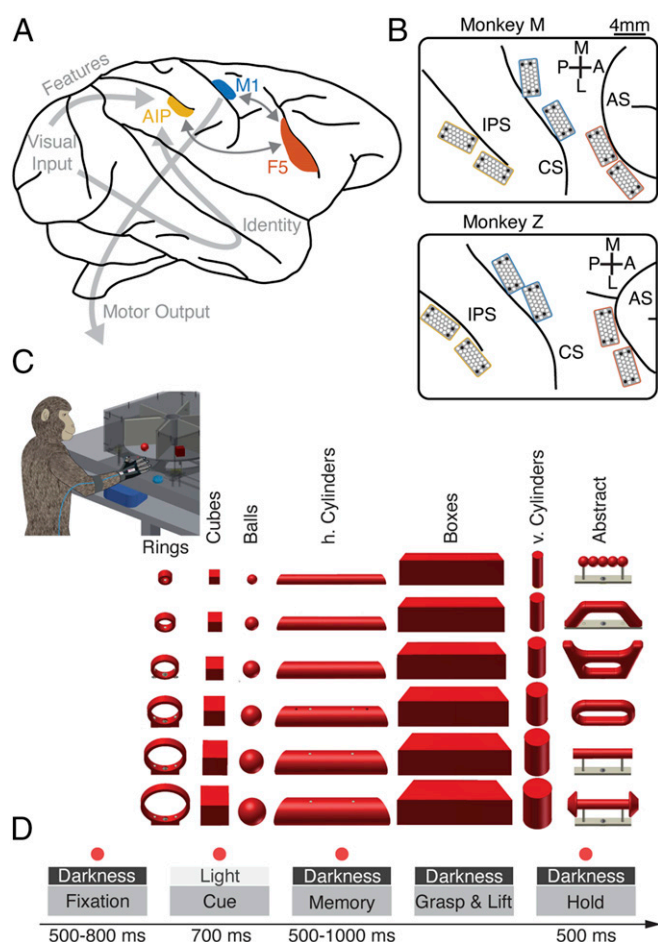 A
Features
M1
AIP
Visual
Input
F5
Identity
Motor Output
B
Monkey M
4mm
M
P A
L
AS
IPS
CS
Monkey Z
M
P A
L
AS
IPS
CS
C
Rings
Cubes
Balls
h. Cylinders
Boxes
v. Cylinders
Abstract
D
Darkness Light Darkness Darkness Darkness
Fixation Cue Memory Grasp & Lift Hold
500-800 ms 700 ms 500-1000 ms 500 ms